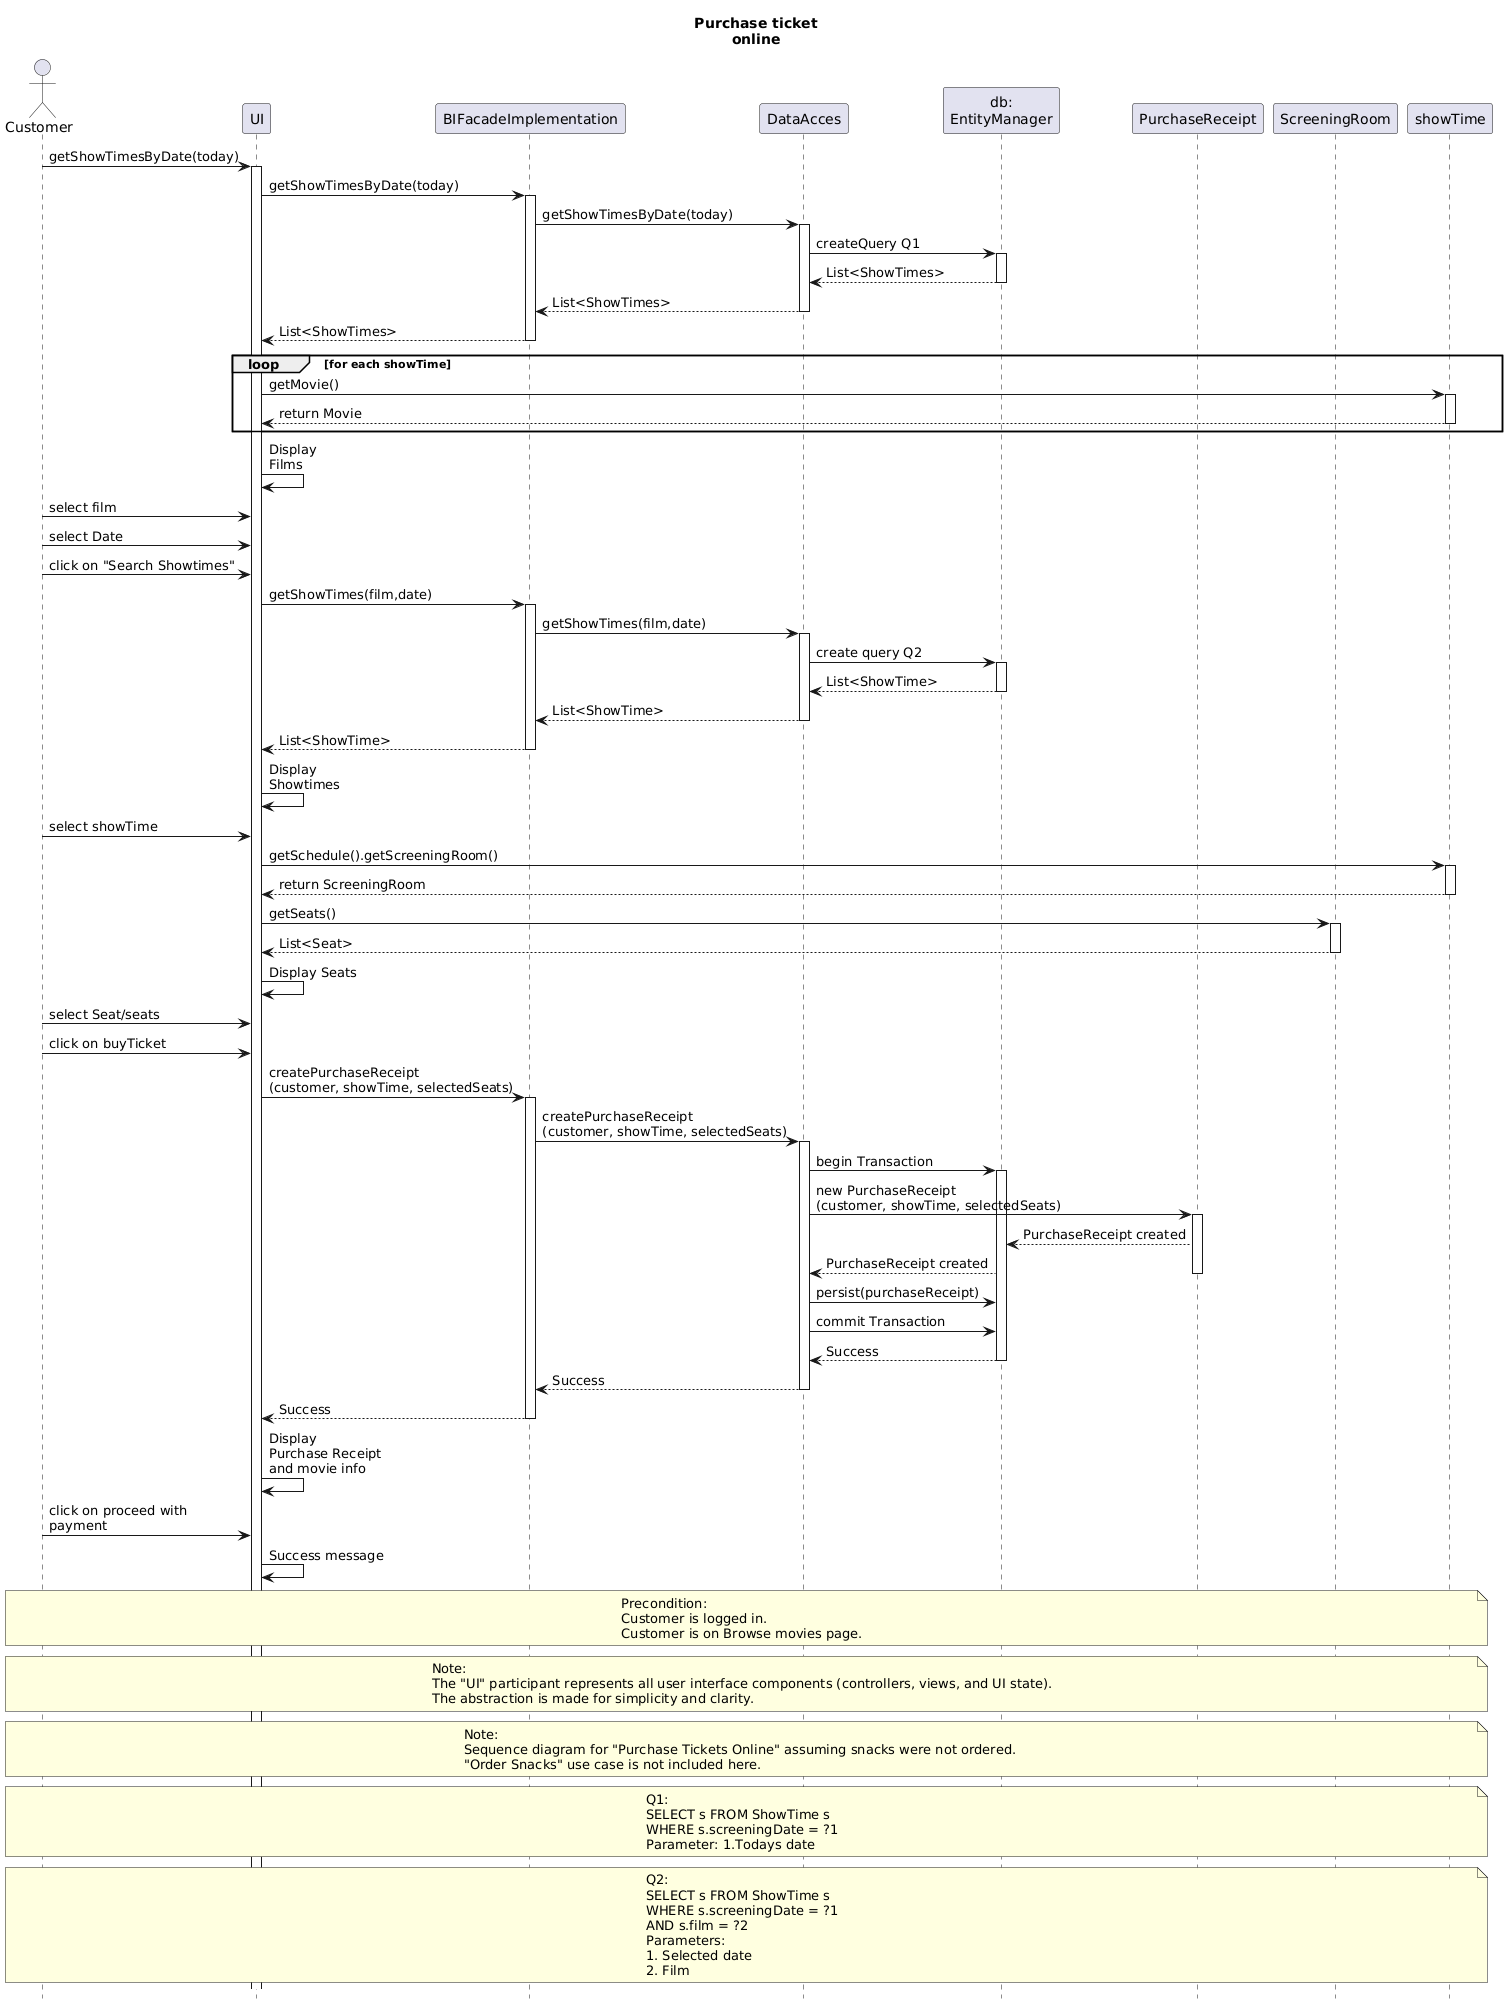 Purchase ticket
online
Customer
UI
BIFacadeImplementation
DataAcces
db:
EntityManager
PurchaseReceipt
ScreeningRoom
showTime
getShowTimesByDate(today)
getShowTimesByDate(today)
getShowTimesByDate(today)
createQuery Q1
List<ShowTimes>
List<ShowTimes>
List<ShowTimes>
loop [for each showTime]
getMovie()
return Movie
Display
Films
select film
select Date
click on "Search Showtimes"
getShowTimes(film,date)
getShowTimes(film,date)
create query Q2
List<ShowTime>
List<ShowTime>
List<ShowTime>
Display
Showtimes
select showTime
getSchedule().getScreeningRoom()
return ScreeningRoom
getSeats()
List<Seat>
Display Seats
select Seat/seats
click on buyTicket
createPurchaseReceipt
(customer, showTime, selectedSeats)
createPurchaseReceipt
(customer, showTime, selectedSeats)
begin Transaction
new PurchaseReceipt
(customer, showTime, selectedSeats)
PurchaseReceipt created
PurchaseReceipt created
persist(purchaseReceipt)
commit Transaction
Success
Success
Success
Display
Purchase Receipt
and movie info
click on proceed with
payment
Success message
Precondition:
Customer is logged in.
Customer is on Browse movies page.
Note:
The "UI" participant represents all user interface components (controllers, views, and UI state).
The abstraction is made for simplicity and clarity.
Note:
Sequence diagram for "Purchase Tickets Online" assuming snacks were not ordered.
"Order Snacks" use case is not included here.
Q1:
SELECT s FROM ShowTime s
WHERE s.screeningDate = ?1
Parameter: 1.Todays date
Q2:
SELECT s FROM ShowTime s
WHERE s.screeningDate = ?1
AND s.film = ?2
Parameters:
1. Selected date
2. Film